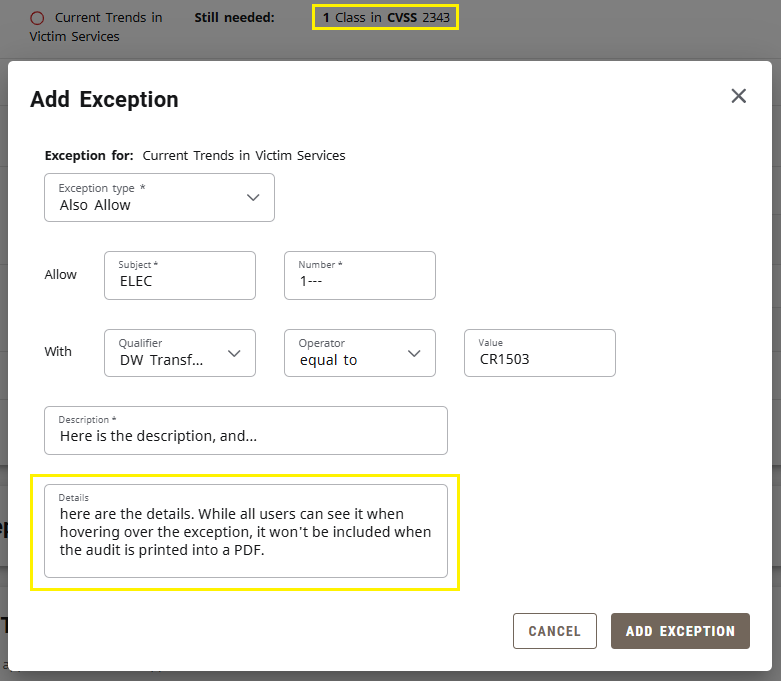 Current Trends in Victim Services
Still needed: 1 Class in CVSS 2343
Add Exception
Exception for: Current Trends in Victim Services
Exception type *
Also Allow
Allow
Subject *
ELEC
Number *
1---
With
Qualifier
DW Transf...
Operator
equal to
Value
CR1503
Description *
Here is the description, and...
Details
here are the details. While all users can see it when
hovering over the exception, it won't be included when
the audit is printed into a PDF.
CANCEL
ADD EXCEPTION